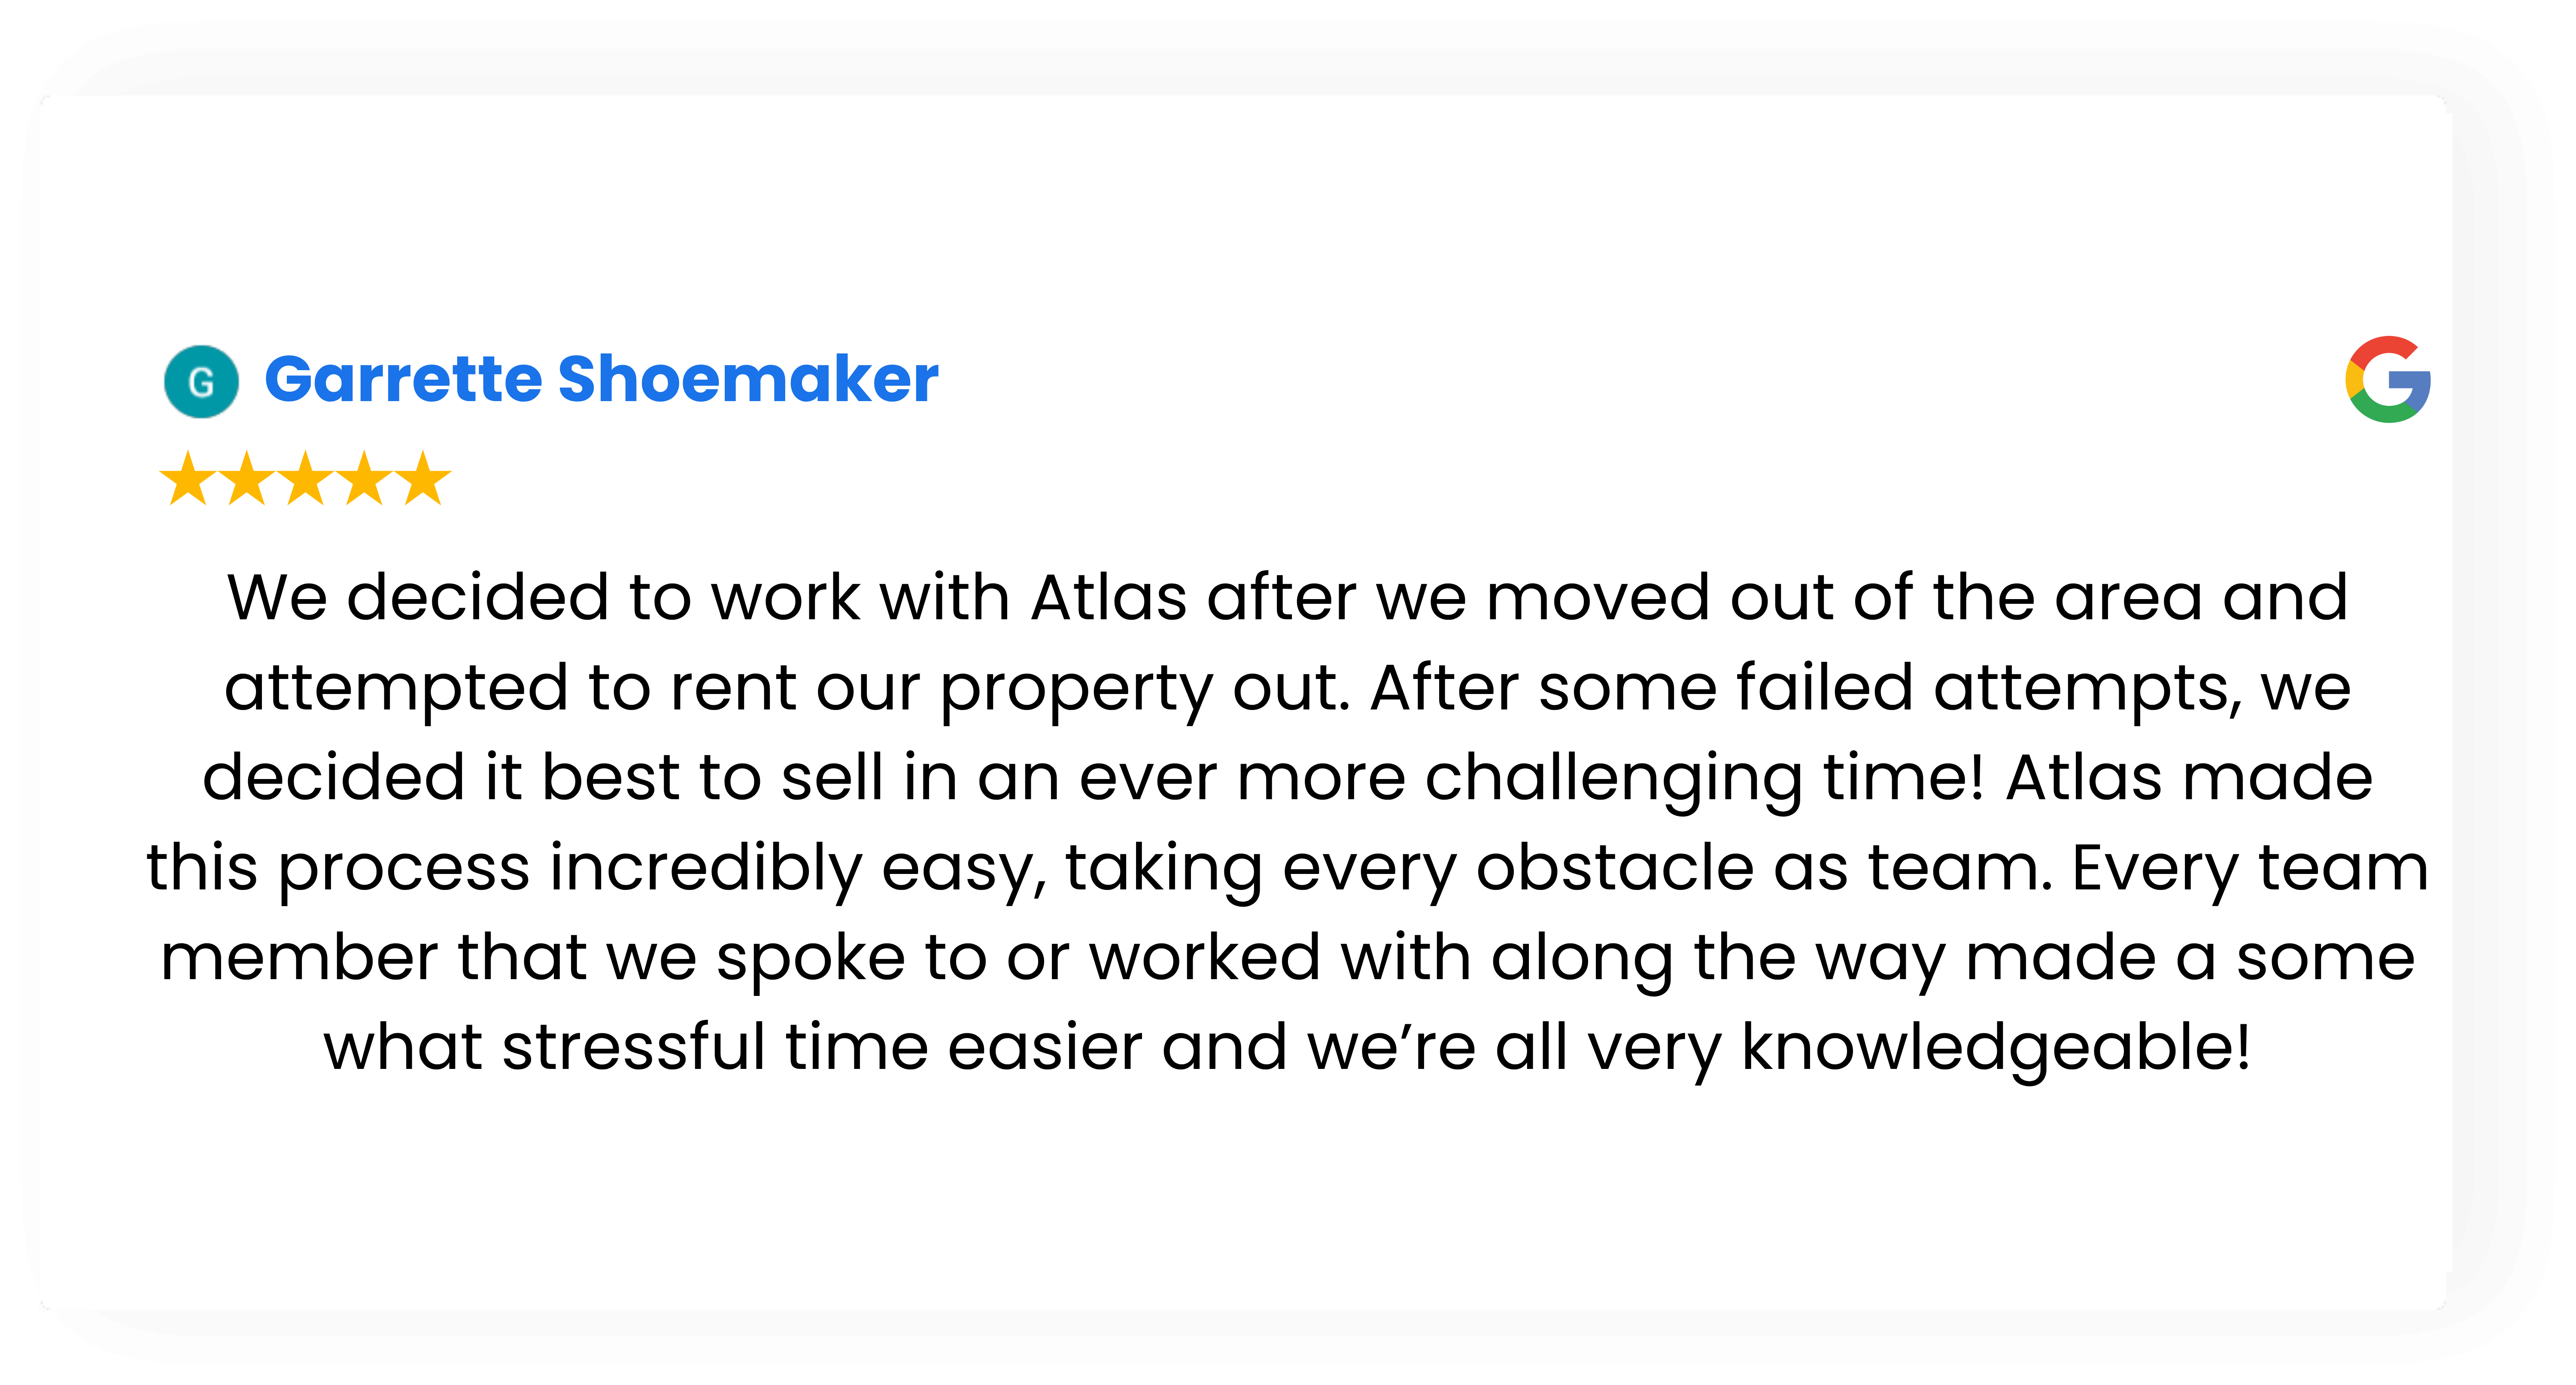 G Garrette Shoemaker
We decided to work with Atlas after we moved out of the area and
attempted to rent our property out. After some failed attempts, we
decided it best to sell in an ever more challenging time! Atlas made
this process incredibly easy, taking every obstacle as team. Every team
member that we spoke to or worked with along the way made a some
what stressful time easier and we’re all very knowledgeable!